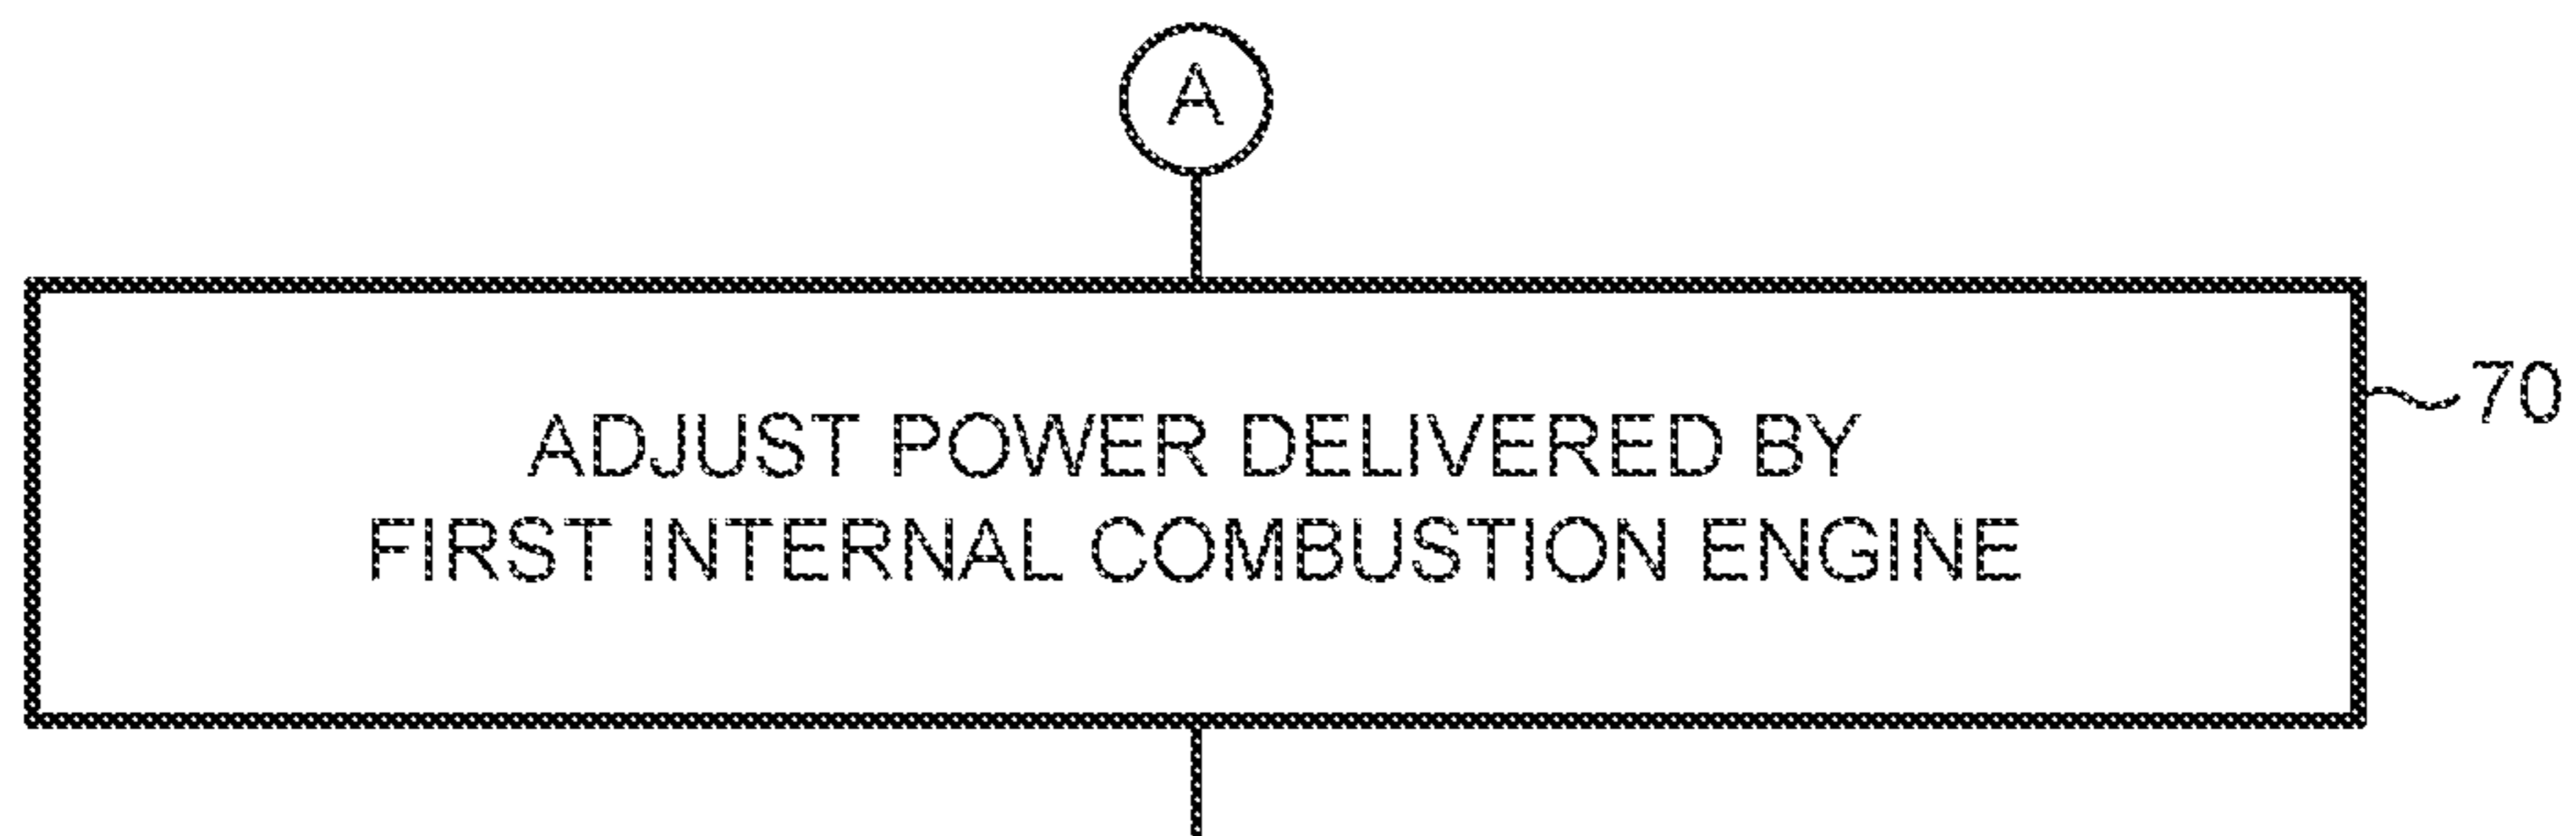 A
ADJUST POWER DELIVERED BY
FIRST INTERNAL COMBUSTION ENGINE
70